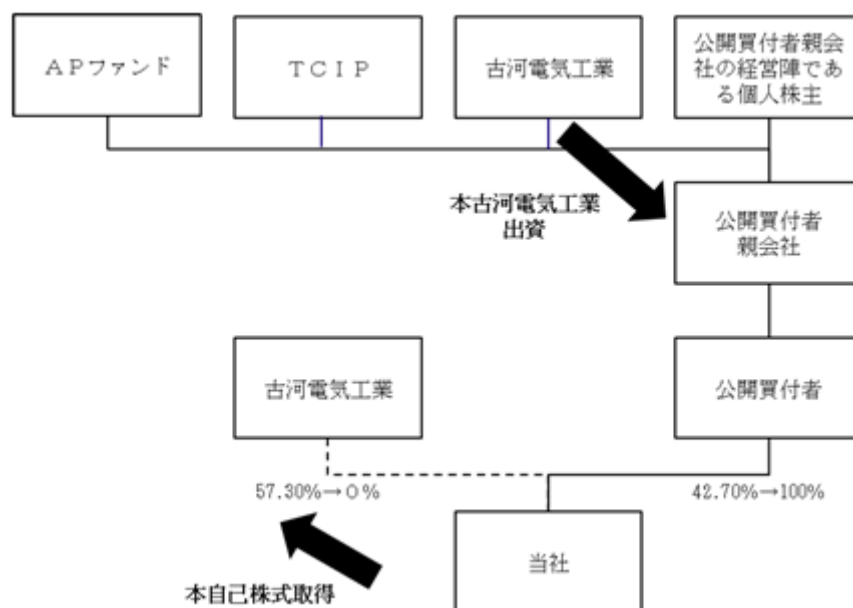 ＡＰファンド
ＴＣＩＰ
古河電気工業
公開買付者親会
社の経営陣であ
る個人株主
本古河電気工業
出資
公開買付者
親会社
古河電気工業
公開買付者
57.30%→０％
42.70%→100%
当社
本自己株式取得